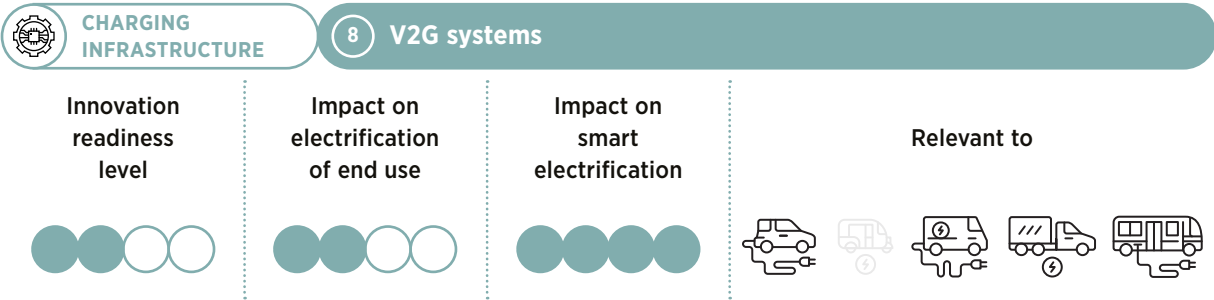 CHARGING
INFRASTRUCTURE
8 V2G systems
Innovation
readiness
level
Impact on
electrification
of end use
Impact on
smart
electrification
Relevant to